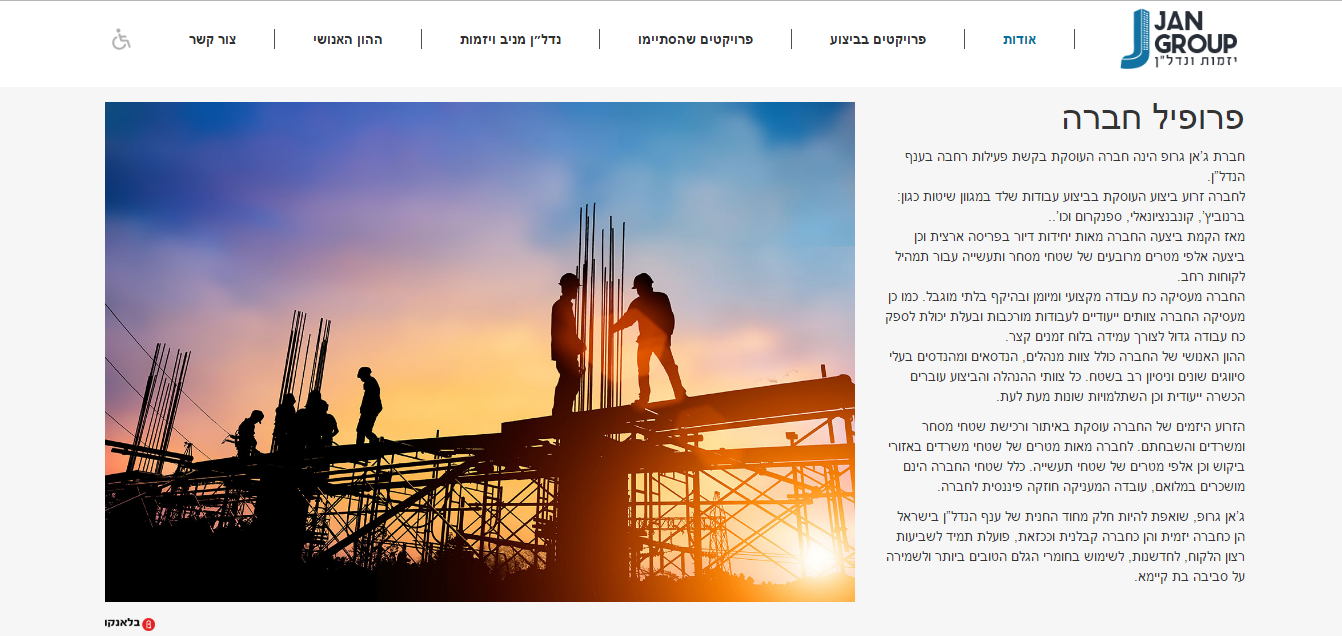 JAN
GROUP
יזמות ונדל"ן
אודות
פרויקטים בביצוע
פרויקטים שהסתיימו
נדל״ן מניב ויזמות
ההון האנושי
צור קשר
פרופיל חברה
חברת ג'אן גרופ הינה חברה העוסקת בקשת פעילות רחבה בענף
הנדל"ן.
לחברה זרוע ביצוע העוסקת בביצוע עבודות שלד במגוון שיטות כגון:
ברנוביץ', קונבנציונאלי, ספנקרום וכו'..
מאז הקמת ביצעה החברה מאות יחידות דיור בפריסה ארצית וכן
ביצעה אלפי מטרים מרובעים של שטחי מסחר ותעשייה עבור תמהיל
לקוחות רחב.
החברה מעסיקה כח עבודה מקצועי ומיומן ובהיקף בלתי מוגבל. כמו כן
מעסיקה החברה צוותים ייעודיים לעבודות מורכבות ובעלת יכולת לספק
כח עבודה גדול לצורך עמידה בלוח זמנים קצר.
ההון האנושי של החברה כולל צוות מנהלים, הנדסאים ומהנדסים בעלי
סיווגים שונים וניסיון רב בשטח. כל צוותי ההנהלה והביצוע עוברים
הכשרה ייעודית וכן השתלמויות שונות מעת לעת.
הזרוע היזמים של החברה עוסקת באיתור ורכישת שטחי מסחר
ומשרדים והשבחתם. לחברה מאות מטרים של שטחי משרדים באזורי
ביקוש וכן אלפי מטרים של שטחי תעשייה. כלל שטחי החברה הינם
מושכרים במלואם, עובדה המעניקה חוזקה פיננסית לחברה.
ג'אן גרופ, שואפת להיות חלק מחוד החנית של ענף הנדל"ן בישראל
הן כחברה יזמית והן כחברה קבלנית וככזאת, פועלת תמיד לשביעות
רצון הלקוח, לחדשנות, לשימוש בחומרי הגלם הטובים ביותר ולשמירה
על סביבה בת קיימא.
בלאנקו